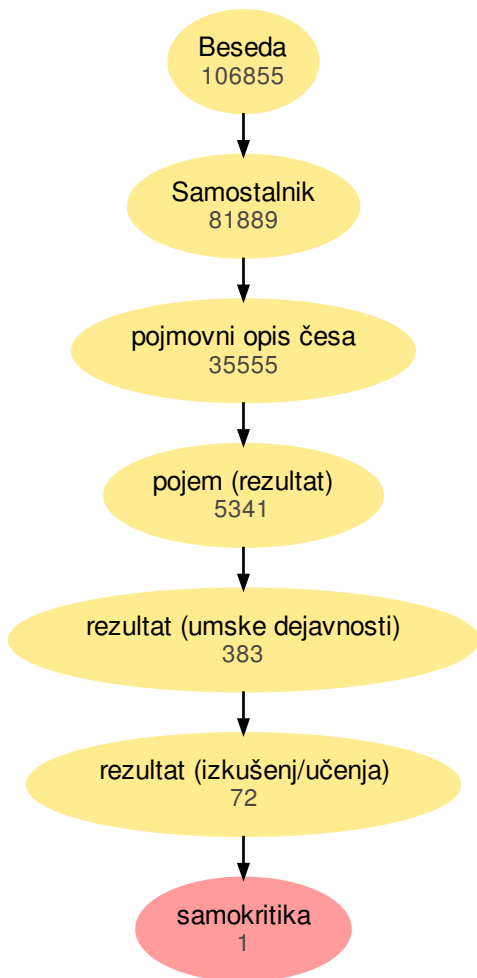 Beseda
106855
Samostalnik
81889
pojmovni opis česa
35555
pojem (rezultat)
5341
rezultat (umske dejavnosti)
383
rezultat (izkušenj/učenja)
72
samokritika
1